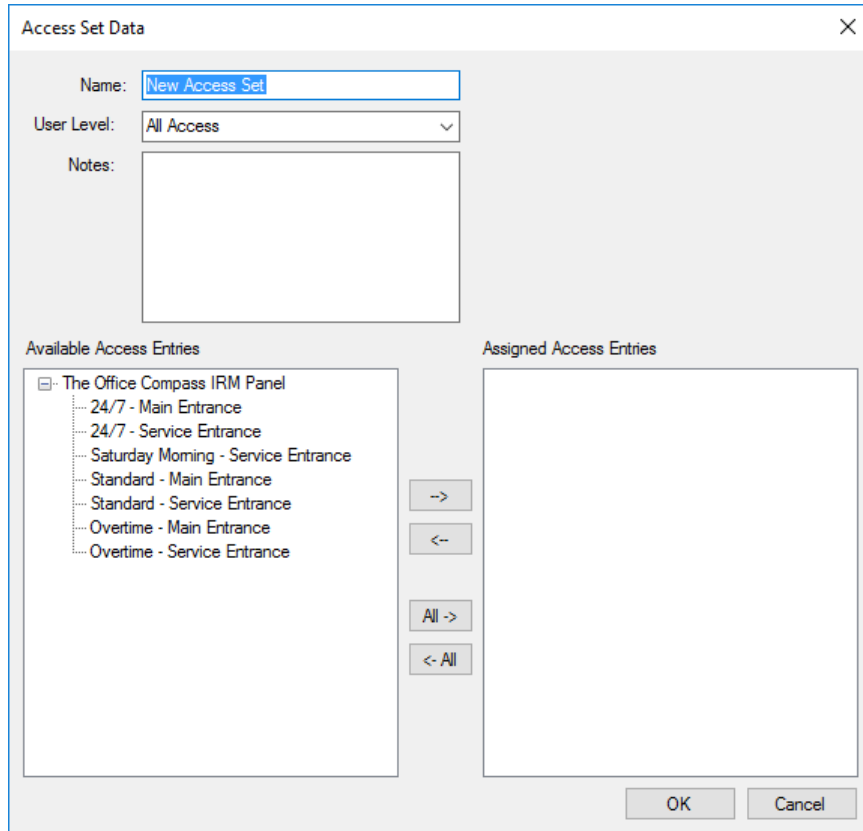 Access Set Data
Name: New Access Set
User Level: All Access
Notes:
Available Access Entries
The Office Compass IRM Panel
24/7 - Main Entrance
24/7 - Service Entrance
Saturday Morning - Service Entrance
Standard - Main Entrance
Standard - Service Entrance
Overtime - Main Entrance
Overtime - Service Entrance
-->
<--
All ->
<- All
Assigned Access Entries
OK
Cancel